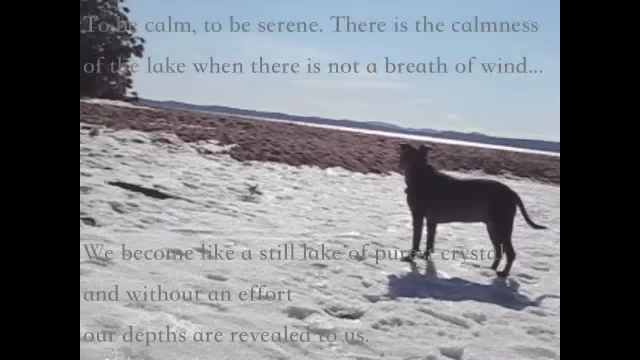 To be calm, to be serene. There is the calmness
of the lake when there is not a breath of wind...
We become like a still lake of purest crystal
and without an effort
our depths are revealed to us.